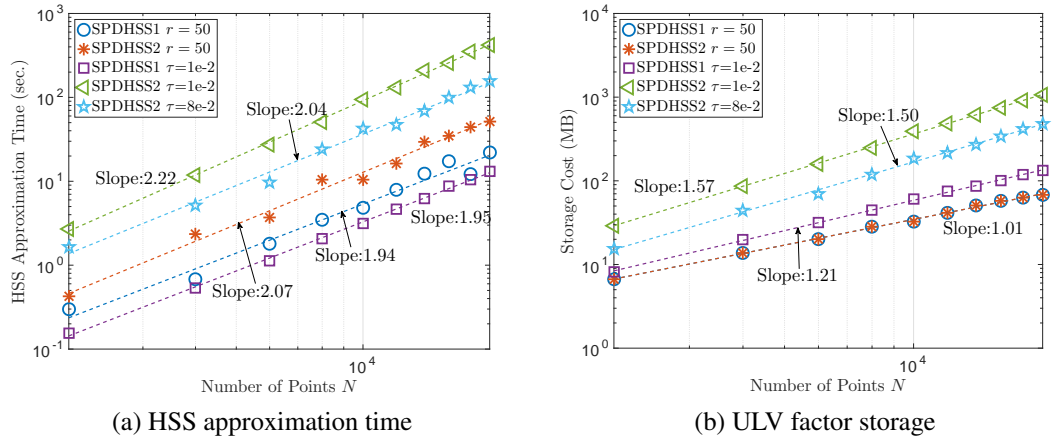 10^3
10^2
10^1
10^0
10^-1
HSS Approximation Time (sec.)
SPDHSS1 r = 50
SPDHSS2 r = 50
SPDHSS1 τ=1e-2
SPDHSS2 τ=1e-2
SPDHSS2 τ=8e-2
Slope:2.04
Slope:2.22
Slope:1.95
Slope:1.94
Slope:2.07
10^4
Number of Points N
(a) HSS approximation time
10^4
10^3
10^2
10^1
10^0
Storage Cost (MB)
SPDHSS1 r = 50
SPDHSS2 r = 50
SPDHSS1 τ=1e-2
SPDHSS2 τ=1e-2
SPDHSS2 τ=8e-2
Slope:1.50
Slope:1.57
Slope:1.01
Slope:1.21
10^4
Number of Points N
(b) ULV factor storage